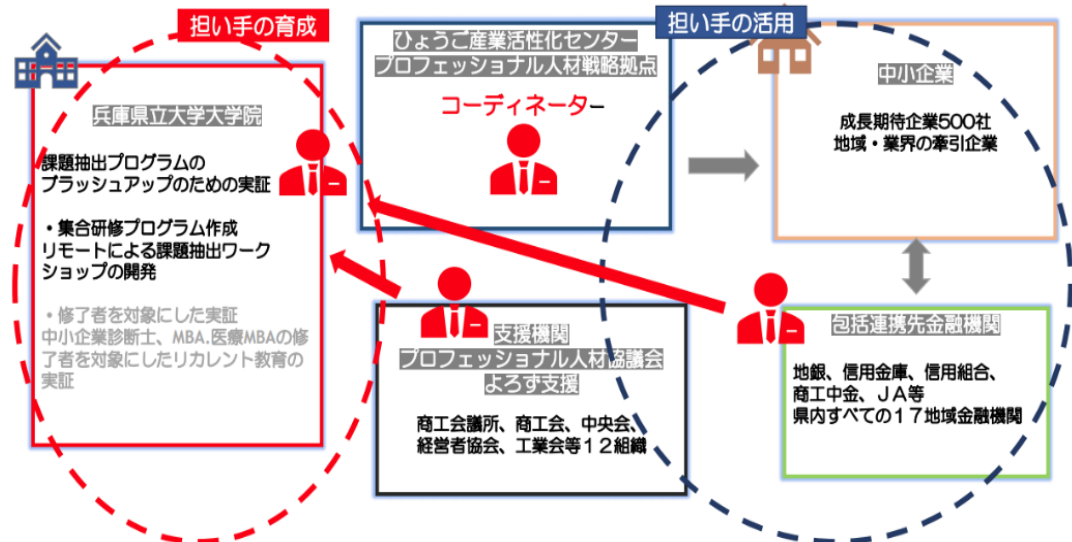 担い手の育成
兵庫県立大学大学院
課題抽出プログラムの
ブラッシュアップのための実証
・集合研修プログラム作成
リモートによる課題抽出ワーク
ショップの開発
・修了者を対象にした実証
中小企業診断士、MBA.医療MBAの修
了者を対象にしたリカレント教育の
実証
ひょうご産業活性化センター
プロフェッショナル人材戦略拠点
コーディネーター
担い手の活用
中小企業
成長期待企業500社
地域・業界の牽引企業
支援機関
プロフェッショナル人材協議会
よろず支援
商工会議所、商工会、中央会、
経営者協会、工業会等12組織
包括連携先金融機関
地銀、信用金庫、信用組合、
商工中金、JA等
県内すべての17地域金融機関